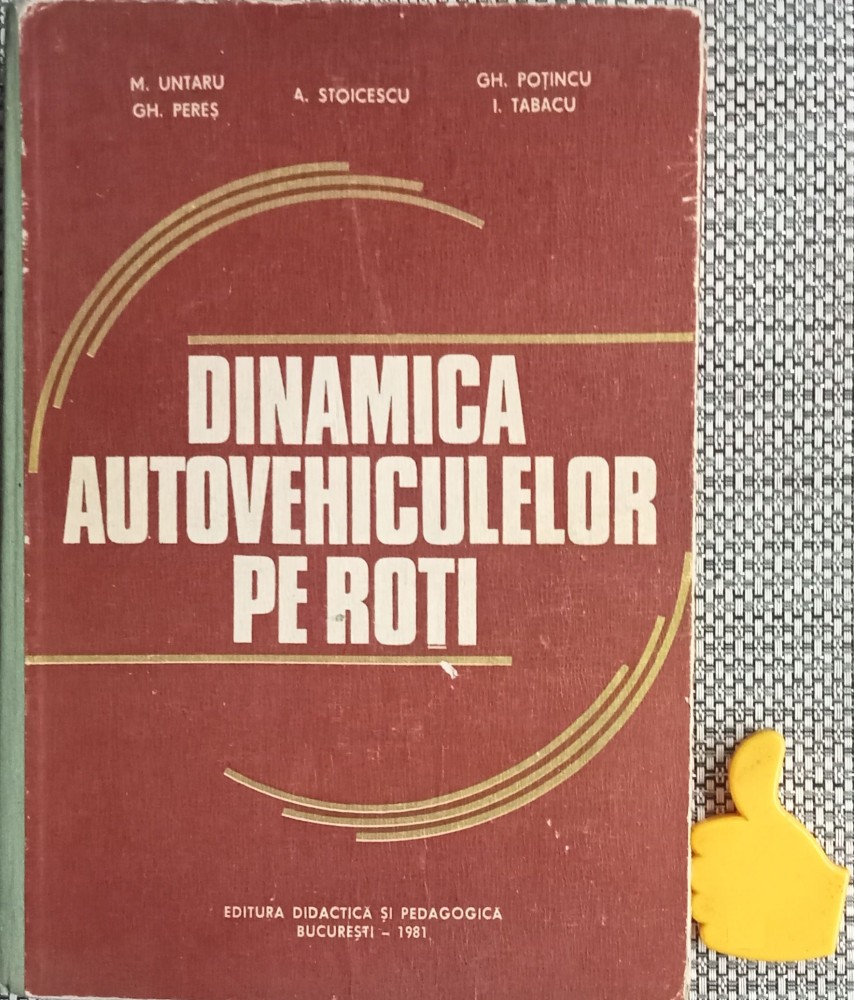 M. UNTARU
GH. PEREȘ
A. STOICESCU
GH. POȚINCU
I. TABACU
DINAMICA
AUTOVEHICULELOR
PE ROȚI
EDITURA DIDACTICĂ ȘI PEDAGOGICĂ
BUCUREȘTI – 1981